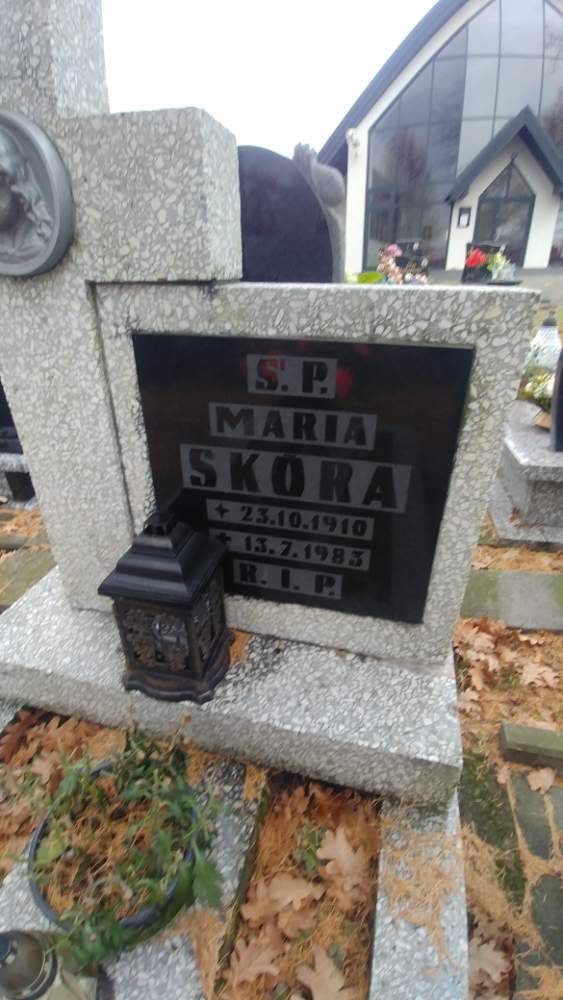 Ś. P.
MARIA
SKÓRA
+ 23.10.1910
+ 13.7.1983
R. I. P.